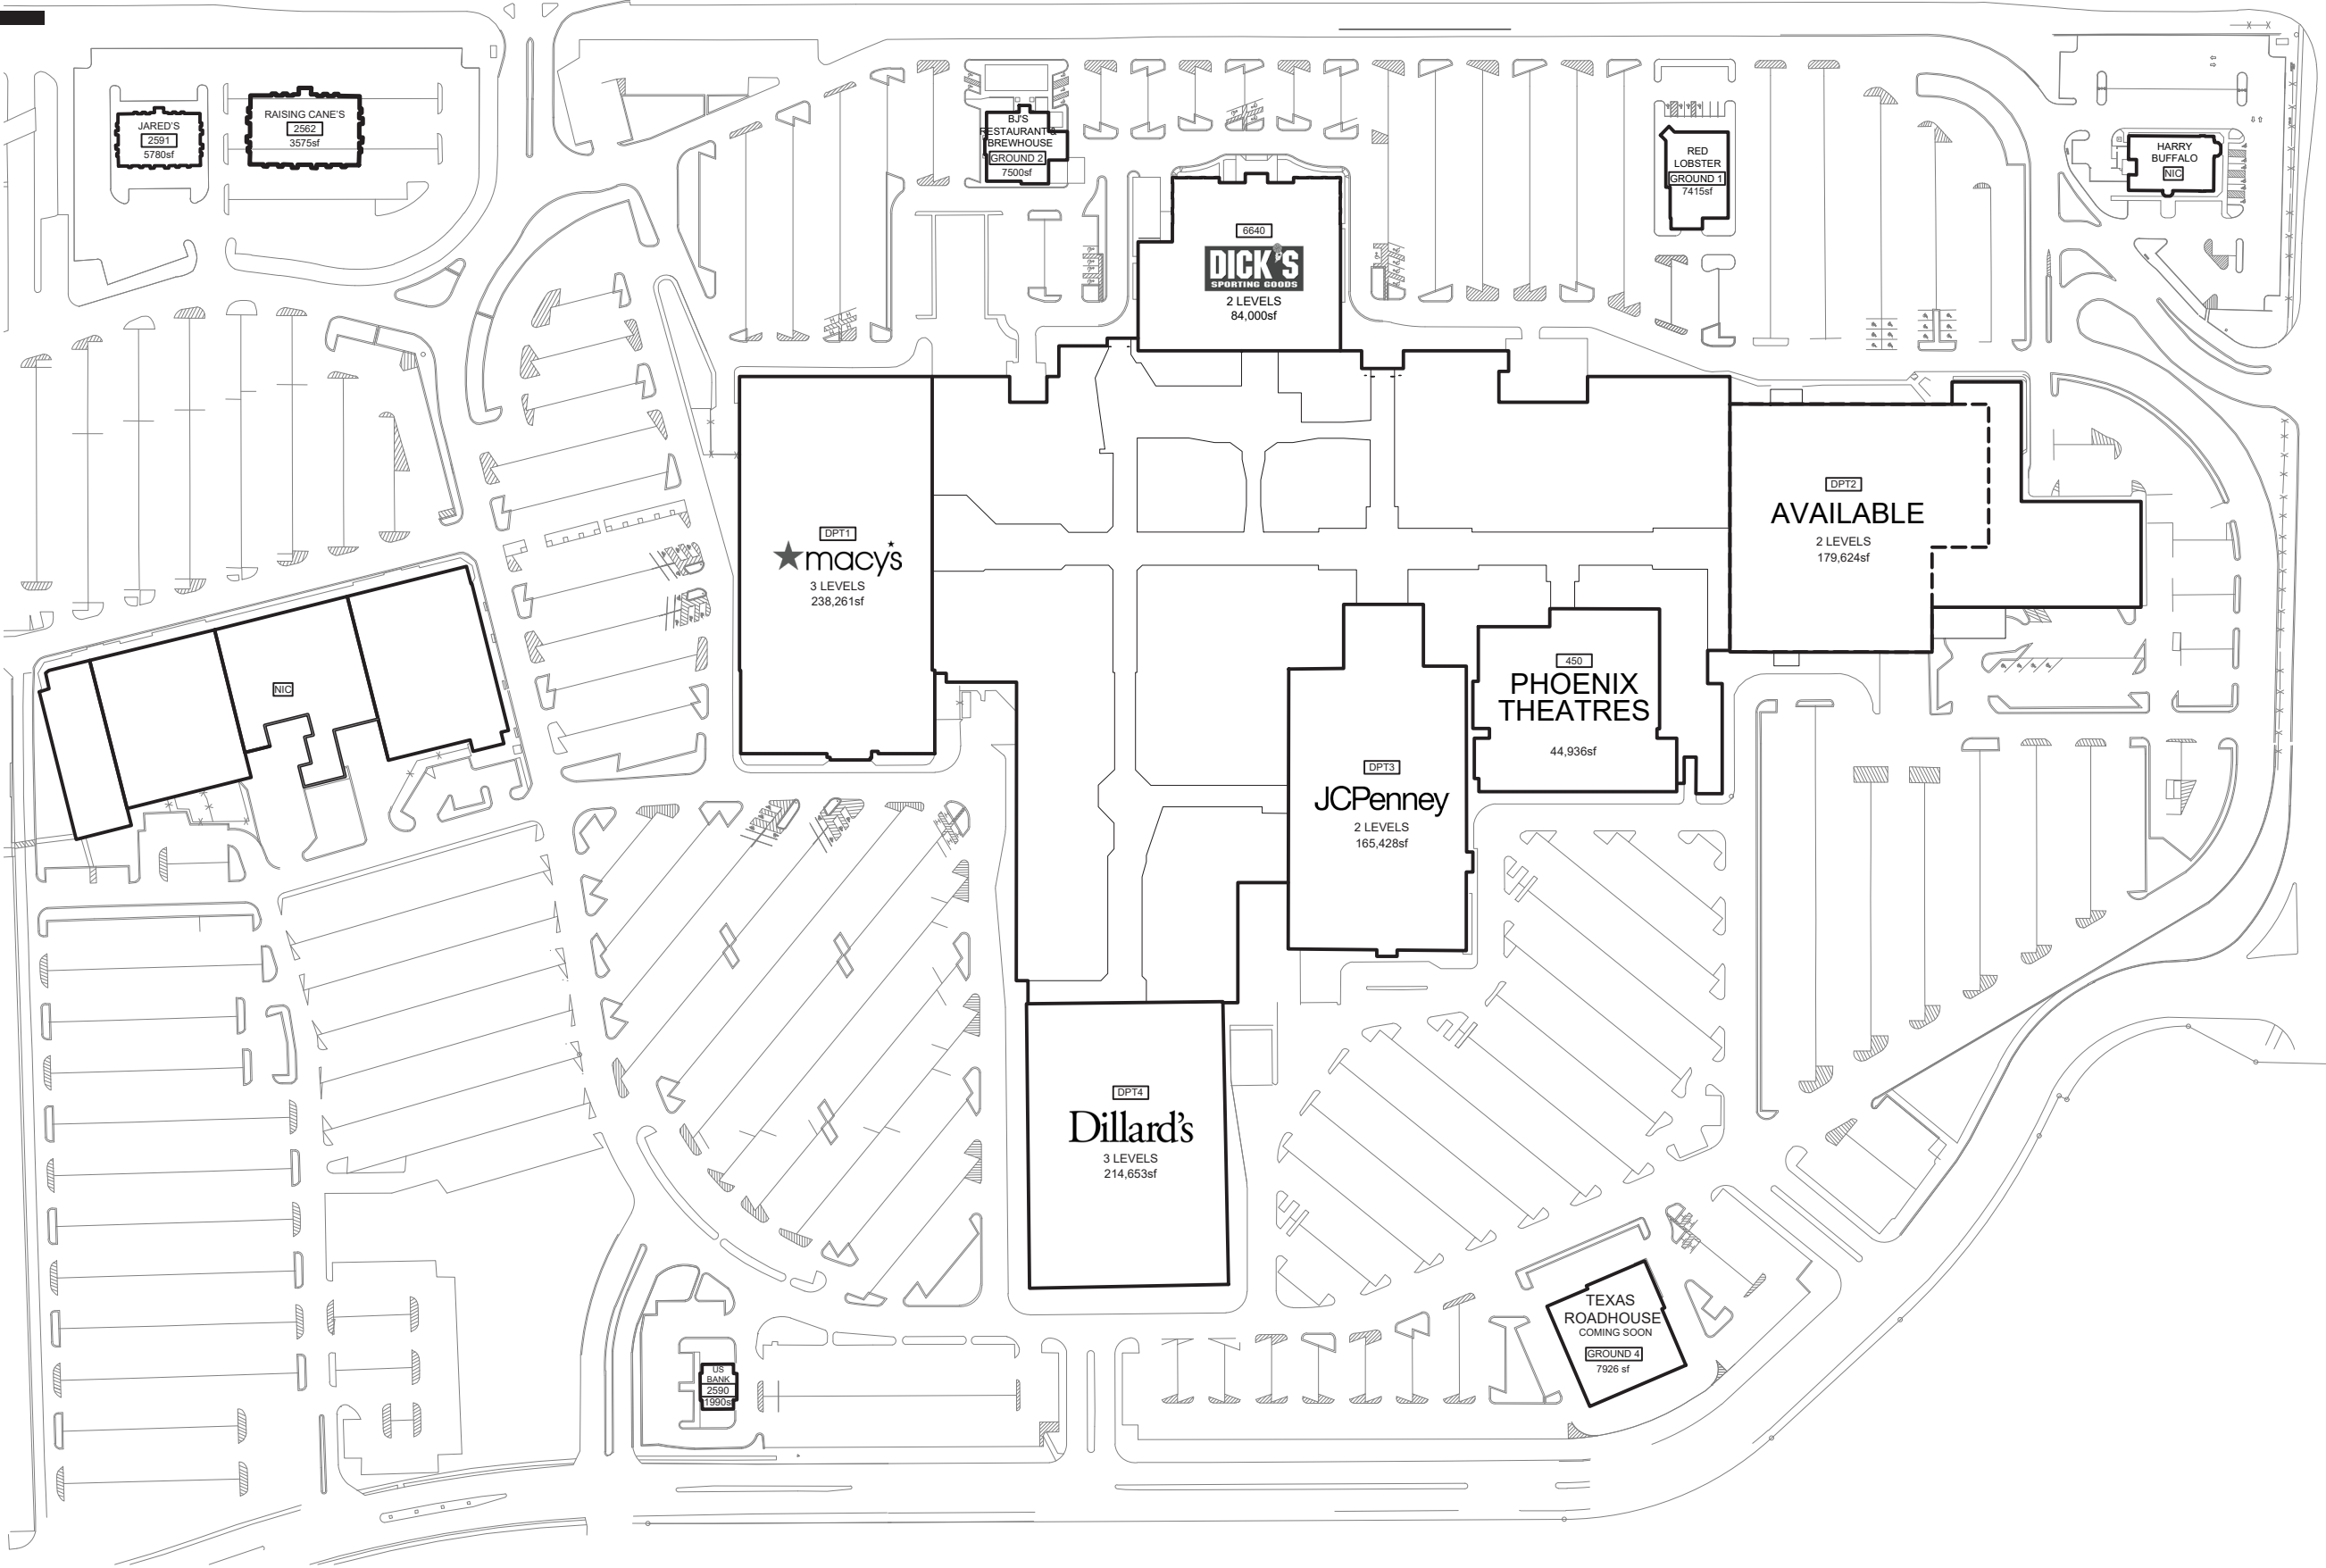 JARED'S
2591
5780sf
RAISING CANE'S
2562
3575sf
BJ'S
RESTAURANT &
BREWHOUSE
GROUND 2
7500sf
RED
LOBSTER
GROUND 1
7415sf
HARRY
BUFFALO
NIC
6640
DICK'S
SPORTING GOODS
2 LEVELS
84,000sf
DPT1
macy's
3 LEVELS
238,261sf
DPT2
AVAILABLE
2 LEVELS
179,624sf
NIC
450
PHOENIX
THEATRES
44,936sf
DPT3
JCPenney
2 LEVELS
165,428sf
DPT4
Dillard's
3 LEVELS
214,653sf
TEXAS
ROADHOUSE
COMING SOON
GROUND 4
7926 sf
US
BANK
2590
1990sf